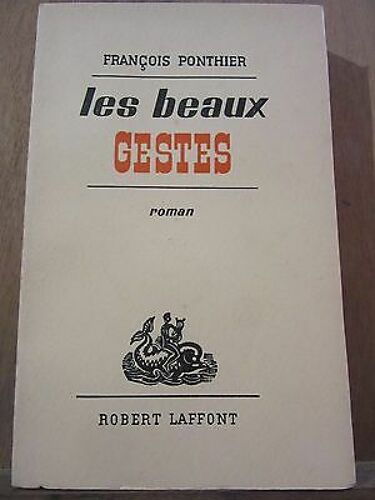 FRANÇOIS PONTHIER
les beaux
GESTES
roman
ROBERT LAFFONT